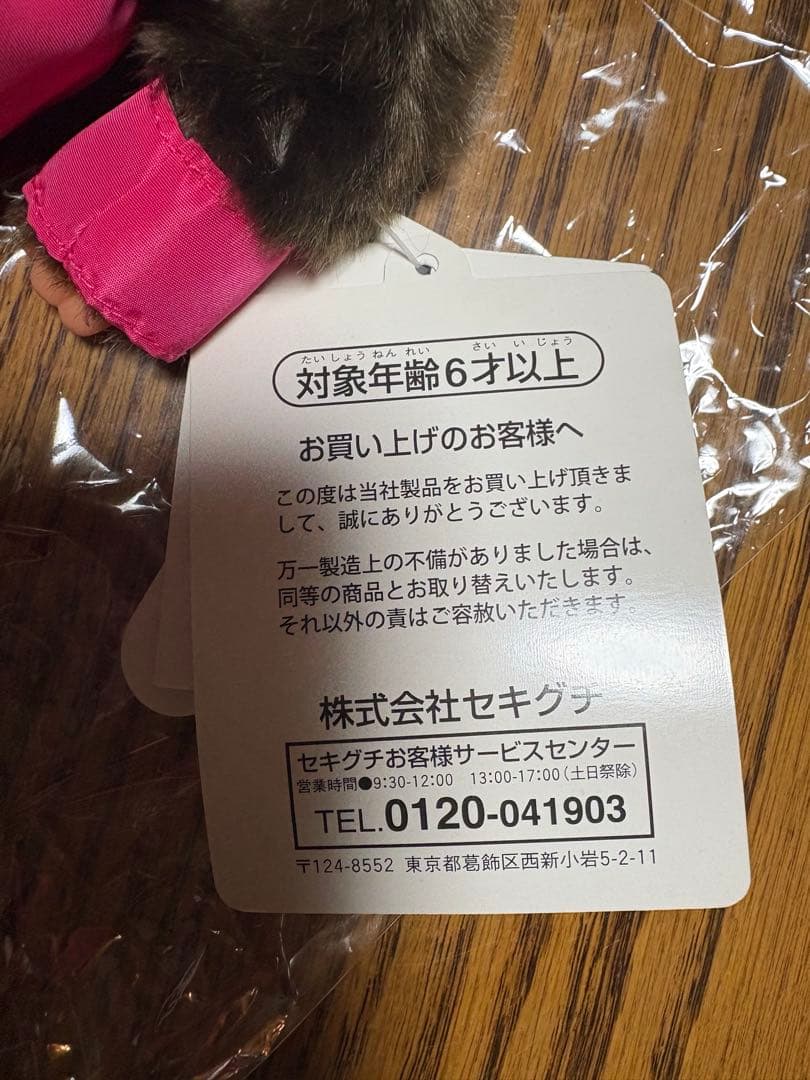 たいしょうねんれい さいいじょう
対象年齢6才以上
お買い上げのお客様へ
この度は当社製品をお買い上げ頂きま
して、誠にありがとうございます。
万一製造上の不備がありました場合は、
同等の商品とお取り替えいたします。
それ以外の責はご容赦いただきます。
株式会社セキグチ
セキグチお客様サービスセンター
営業時間●9:30-12:00 13:00-17:00(土日祭除)
TEL.0120-041903
〒124-8552 東京都葛飾区西新小岩5-2-11